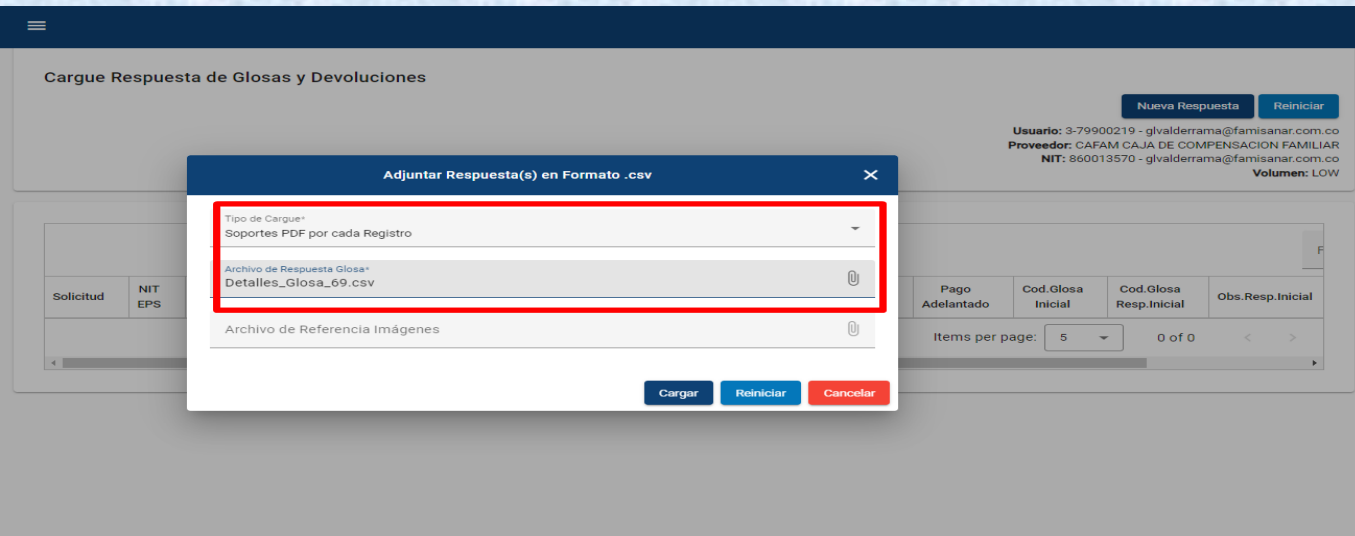 Cargue Respuesta de Glosas y Devoluciones
Nueva Respuesta Reiniciar
Usuario: 3-79900219 - glvalderrama@famisanar.com.co
Proveedor: CAFAM CAJA DE COMPENSACION FAMILIAR
NIT: 860013570 - glvalderrama@famisanar.com.co
Volumen: LOW
Adjuntar Respuesta(s) en Formato .csv
Tipo de Cargue*
Soportes PDF por cada Registro
Archivo de Respuesta Glosa*
Detalles_Glosa_69.csv
Archivo de Referencia Imágenes
Cargar Reiniciar Cancelar
F
Solicitud NIT EPS Pago Adelantado Cod.Glosa Inicial Cod.Glosa Resp.Inicial Obs.Resp.Inicial
Items per page: 5 0 of 0